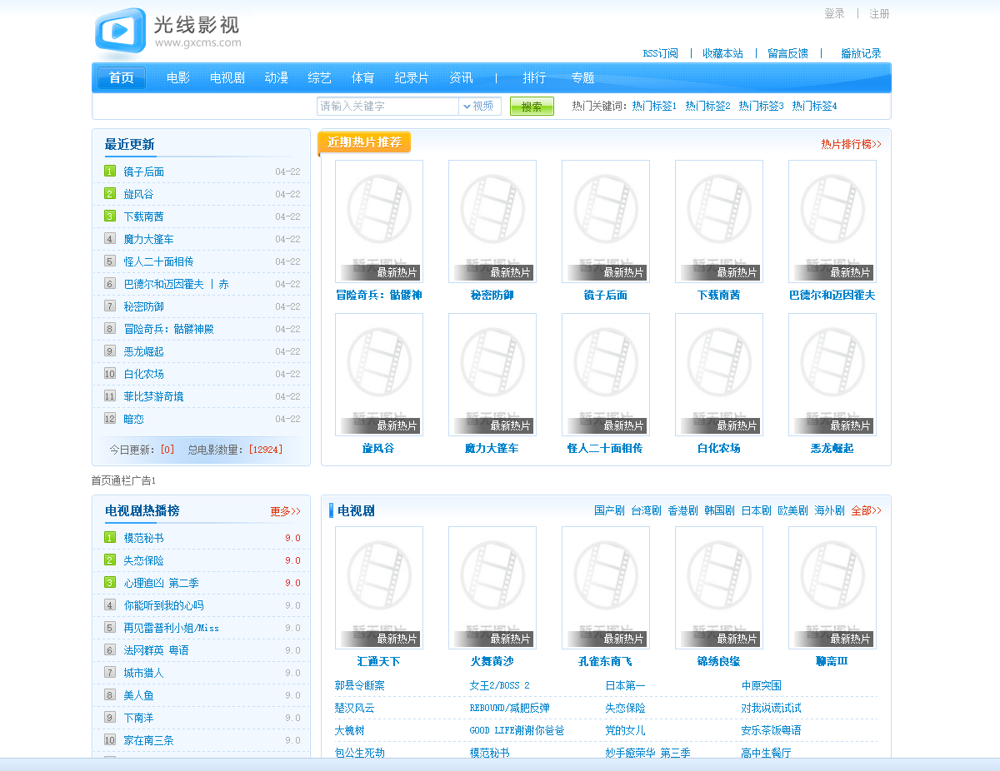 登录 | 注册
光线影视
www.gxcms.com
RSS订阅 | 收藏本站 | 留言反馈 | 播放记录
首页 电影 电视剧 动漫 综艺 体育 纪录片 资讯 | 排行 专题
请输入关键字 视频 搜索 热门关键词: 热门标签1 热门标签2 热门标签3 热门标签4
最近更新
1 镜子后面 04-22
2 旋风谷 04-22
3 下载南茜 04-22
4 魔力大篷车 04-22
5 怪人二十面相传 04-22
6 巴德尔和迈因霍夫 | 赤 04-22
7 秘密防御 04-22
8 冒险奇兵: 骷髅神殿 04-22
9 恶龙崛起 04-22
10 白化农场 04-22
11 菲比梦游奇境 04-22
12 暗恋 04-22
今日更新: [0] 总电影数量: [12924]
近期热片推荐 热片排行榜>>
最新热片 最新热片 最新热片 最新热片 最新热片
冒险奇兵: 骷髅神 秘密防御 镜子后面 下载南茜 巴德尔和迈因霍夫
最新热片 最新热片 最新热片 最新热片 最新热片
旋风谷 魔力大篷车 怪人二十面相传 白化农场 恶龙崛起
首页通栏广告1
电视剧热播榜 更多>>
1 模范秘书 9.0
2 失恋保险 9.0
3 心理追凶 第二季 9.0
4 你能听到我的心吗 9.0
5 再见雷普利小姐/Miss 9.0
6 法网群英 粤语 9.0
7 城市猎人 9.0
8 美人鱼 9.0
9 下南洋 9.0
10 家在南三条 9.0
电视剧 国产剧 台湾剧 香港剧 韩国剧 日本剧 欧美剧 海外剧 全部>>
最新热片 最新热片 最新热片 最新热片 最新热片
汇通天下 火舞黄沙 孔雀东南飞 锦绣良缘 聊斋III
郭县令断案 女王2/BOSS 2 日本第一 中原突围
楚汉风云 REBOUND/减肥反弹 失恋保险 对我说谎试试
大槐树 GOOD LIFE谢谢你爸爸 党的女儿 安乐茶饭粤语
包公生死劫 模范秘书 妙手癒荣华 第三季 高中生餐厅